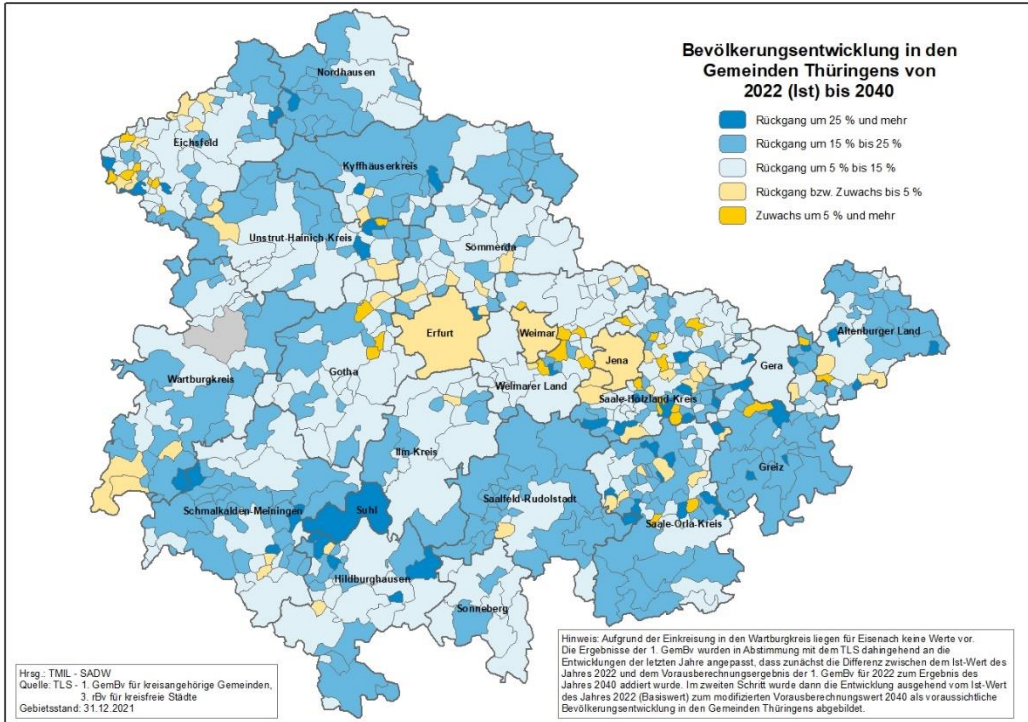 Bevölkerungsentwicklung in den
Gemeinden Thüringens von
2022 (Ist) bis 2040
Rückgang um 25 % und mehr
Rückgang um 15 % bis 25 %
Rückgang um 5 % bis 15 %
Rückgang bzw. Zuwachs bis 5 %
Zuwachs um 5 % und mehr
Nordhausen
Eichsfeld
Kyffhäuserkreis
Unstrut-Hainich-Kreis
Sömmerda
Erfurt
Weimar
Jena
Altenburger Land
Gera
Gotha
Wartburgkreis
Weimarer Land
Saale-Holzland-Kreis
Ilm-Kreis
Greiz
Saalfeld-Rudolstadt
Schmalkalden-Meiningen
Suhl
Saale-Orla-Kreis
Hildburghausen
Sonneberg
Hrsg.: TMIL - SADW
Quelle: TLS - 1. GemBv für kreisangehörige Gemeinden,
3. rBv für kreisfreie Städte
Gebietsstand: 31.12.2021
Hinweis: Aufgrund der Einkreisung in den Wartburgkreis liegen für Eisenach keine Werte vor.
Die Ergebnisse der 1. GemBv wurden in Abstimmung mit dem TLS dahingehend an die
Entwicklungen der letzten Jahre angepasst, dass zunächst die Differenz zwischen dem Ist-Wert des
Jahres 2022 und dem Vorausberechnungsergebnis der 1. GemBv für 2022 zum Ergebnis des
Jahres 2040 addiert wurde. Im zweiten Schritt wurde dann die Entwicklung ausgehend vom Ist-Wert
des Jahres 2022 (Basiswert) zum modifizierten Vorausberechnungswert 2040 als voraussichtliche
Bevölkerungsentwicklung in den Gemeinden Thüringens abgebildet.